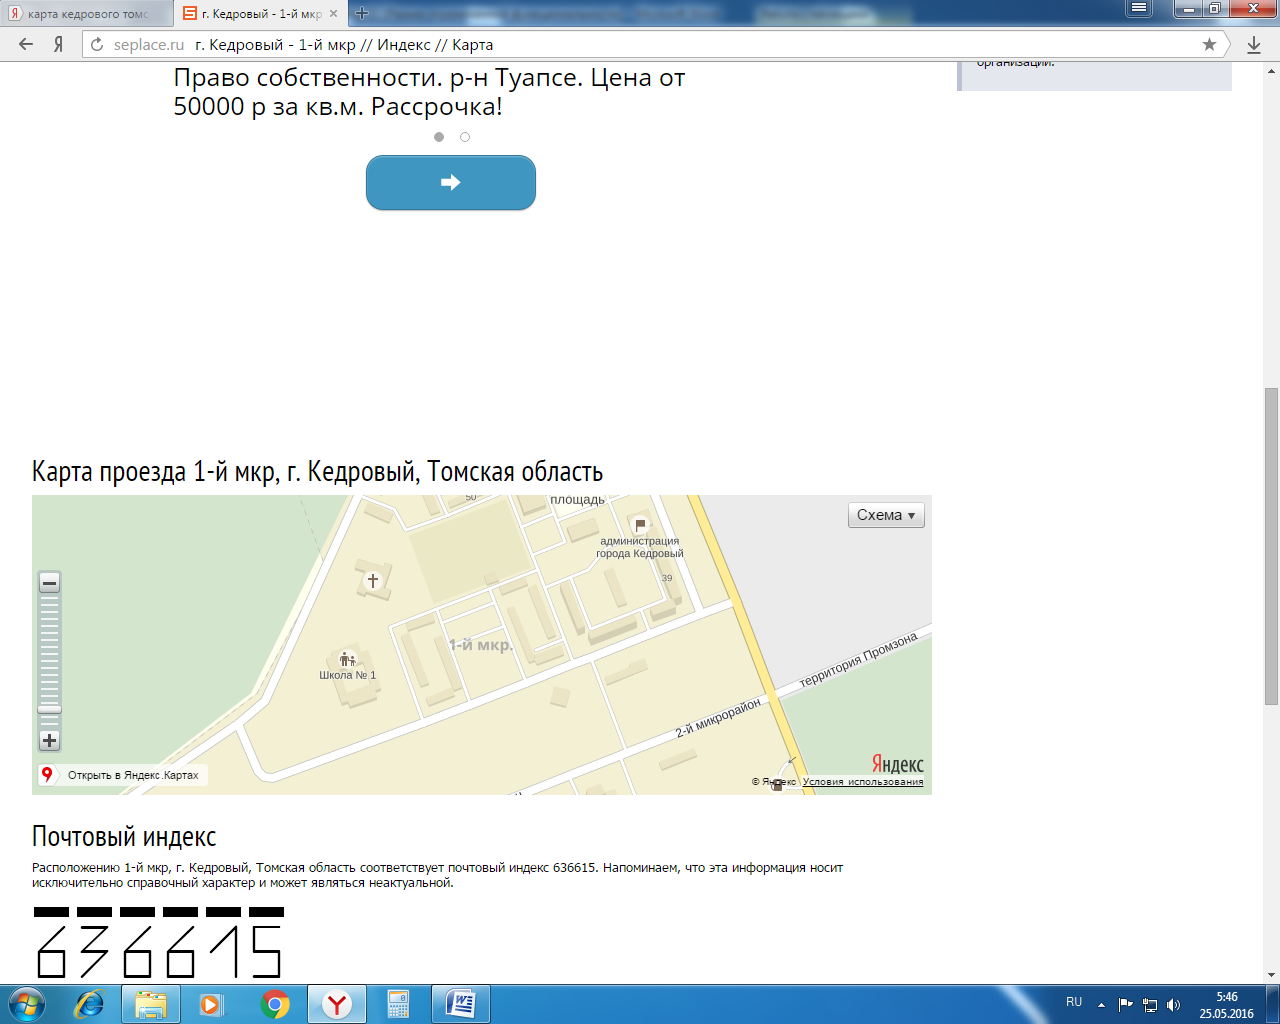 карта кедрового томс
г. Кедровый - 1-й мкр
seplace.ru г. Кедровый - 1-й мкр // Индекс // Карта
Право собственности. р-н Туапсе. Цена от
50000 р за кв.м. Рассрочка!
организации.
Карта проезда 1-й мкр, г. Кедровый, Томская область
50
площадь
Схема
администрация
города Кедровый
39
1-й мкр.
Школа № 1
территория Промзона
2-й микрорайон
Яндекс
Открыть в Яндекс.Картах
© Яндекс Условия использования
Почтовый индекс
Расположению 1-й мкр, г. Кедровый, Томская область соответствует почтовый индекс 636615. Напоминаем, что эта информация носит
исключительно справочный характер и может являться неактуальной.
636615
RU
5:46
25.05.2016